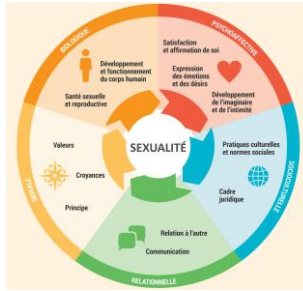 BIOLOGIQUE
Développement
et fonctionnement
du corps humain
Santé sexuelle
et reproductive
PSYCHOAFFECTIVE
Satisfaction
et affirmation de soi
Expression
des émotions
et des désirs
Développement
de l'imaginaire
et de l'intimité
SEXUALITÉ
SOCIOCULTURELLE
Pratiques culturelles
et normes sociales
Cadre
juridique
RELATIONNELLE
Relation à l'autre
Communication
MORALE
Valeurs
Croyances
Principe